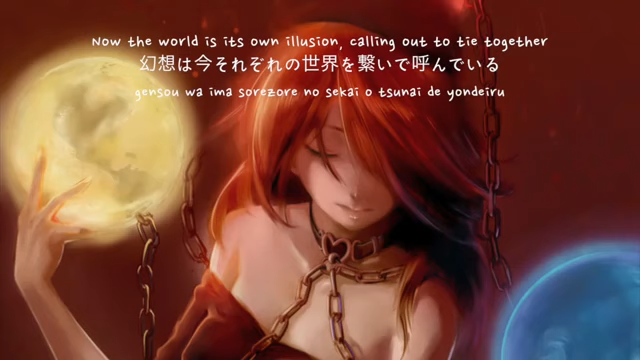 Now the world is its own illusion, calling out to tie together
幻想は今それぞれの世界を繋いで呼んでいる
gensou wa ima sorezore no sekai o tsunai de yondeiru